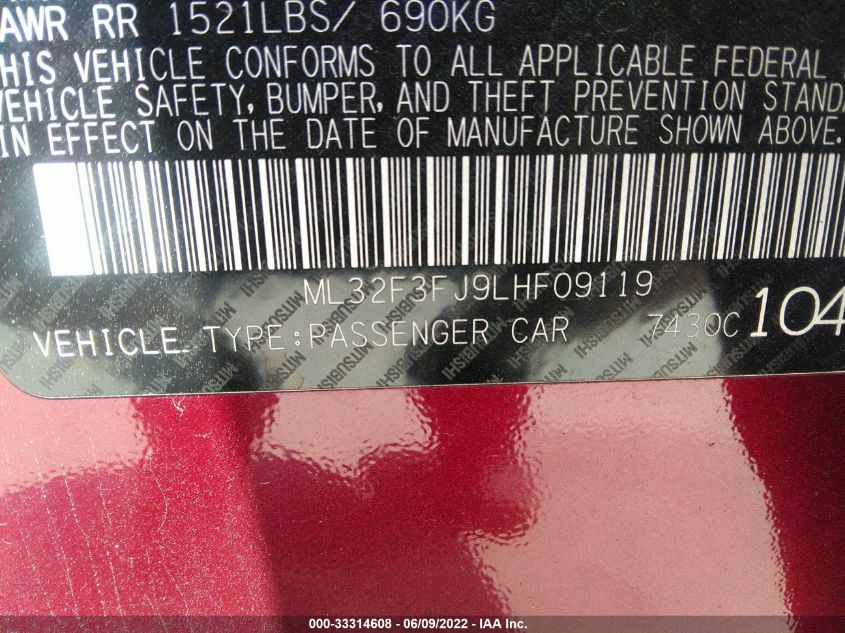 AWR RR 1521LBS/ 690KG
HIS VEHICLE CONFORMS TO ALL APPLICABLE FEDERAL
VEHICLE SAFETY, BUMPER, AND THEFT PREVENTION STANDA
IN EFFECT ON THE DATE OF MANUFACTURE SHOWN ABOVE.
ML32F3FJ9LHF09119
VEHICLE TYPE:PASSENGER CAR 7430C 104
MITSUBISHI
000-33314608 - 06/09/2022 - IAA Inc.